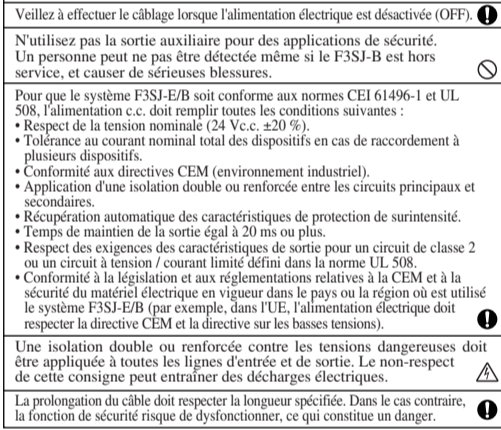 Veillez à effectuer le câblage lorsque l'alimentation électrique est désactivée (OFF).
N'utilisez pas la sortie auxiliaire pour des applications de sécurité.
Un personne peut ne pas être détectée même si le F3SJ-B est hors
service, et causer de sérieuses blessures.
Pour que le système F3SJ-E/B soit conforme aux normes CEI 61496-1 et UL
508, l'alimentation c.c. doit remplir toutes les conditions suivantes :
• Respect de la tension nominale (24 Vc.c. ±20 %).
• Tolérance au courant nominal total des dispositifs en cas de raccordement à
plusieurs dispositifs.
• Conformité aux directives CEM (environnement industriel).
• Application d'une isolation double ou renforcée entre les circuits principaux et
secondaires.
• Récupération automatique des caractéristiques de protection de surintensité.
• Temps de maintien de la sortie égal à 20 ms ou plus.
• Respect des exigences des caractéristiques de sortie pour un circuit de classe 2
ou un circuit à tension / courant limité défini dans la norme UL 508.
• Conformité à la législation et aux réglementations relatives à la CEM et à la
sécurité du matériel électrique en vigueur dans le pays ou la région où est utilisé
le système F3SJ-E/B (par exemple, dans l'UE, l'alimentation électrique doit
respecter la directive CEM et la directive sur les basses tensions).
Une isolation double ou renforcée contre les tensions dangereuses doit
être appliquée à toutes les lignes d'entrée et de sortie. Le non-respect
de cette consigne peut entraîner des décharges électriques.
La prolongation du câble doit respecter la longueur spécifiée. Dans le cas contraire,
la fonction de sécurité risque de dysfonctionner, ce qui constitue un danger.